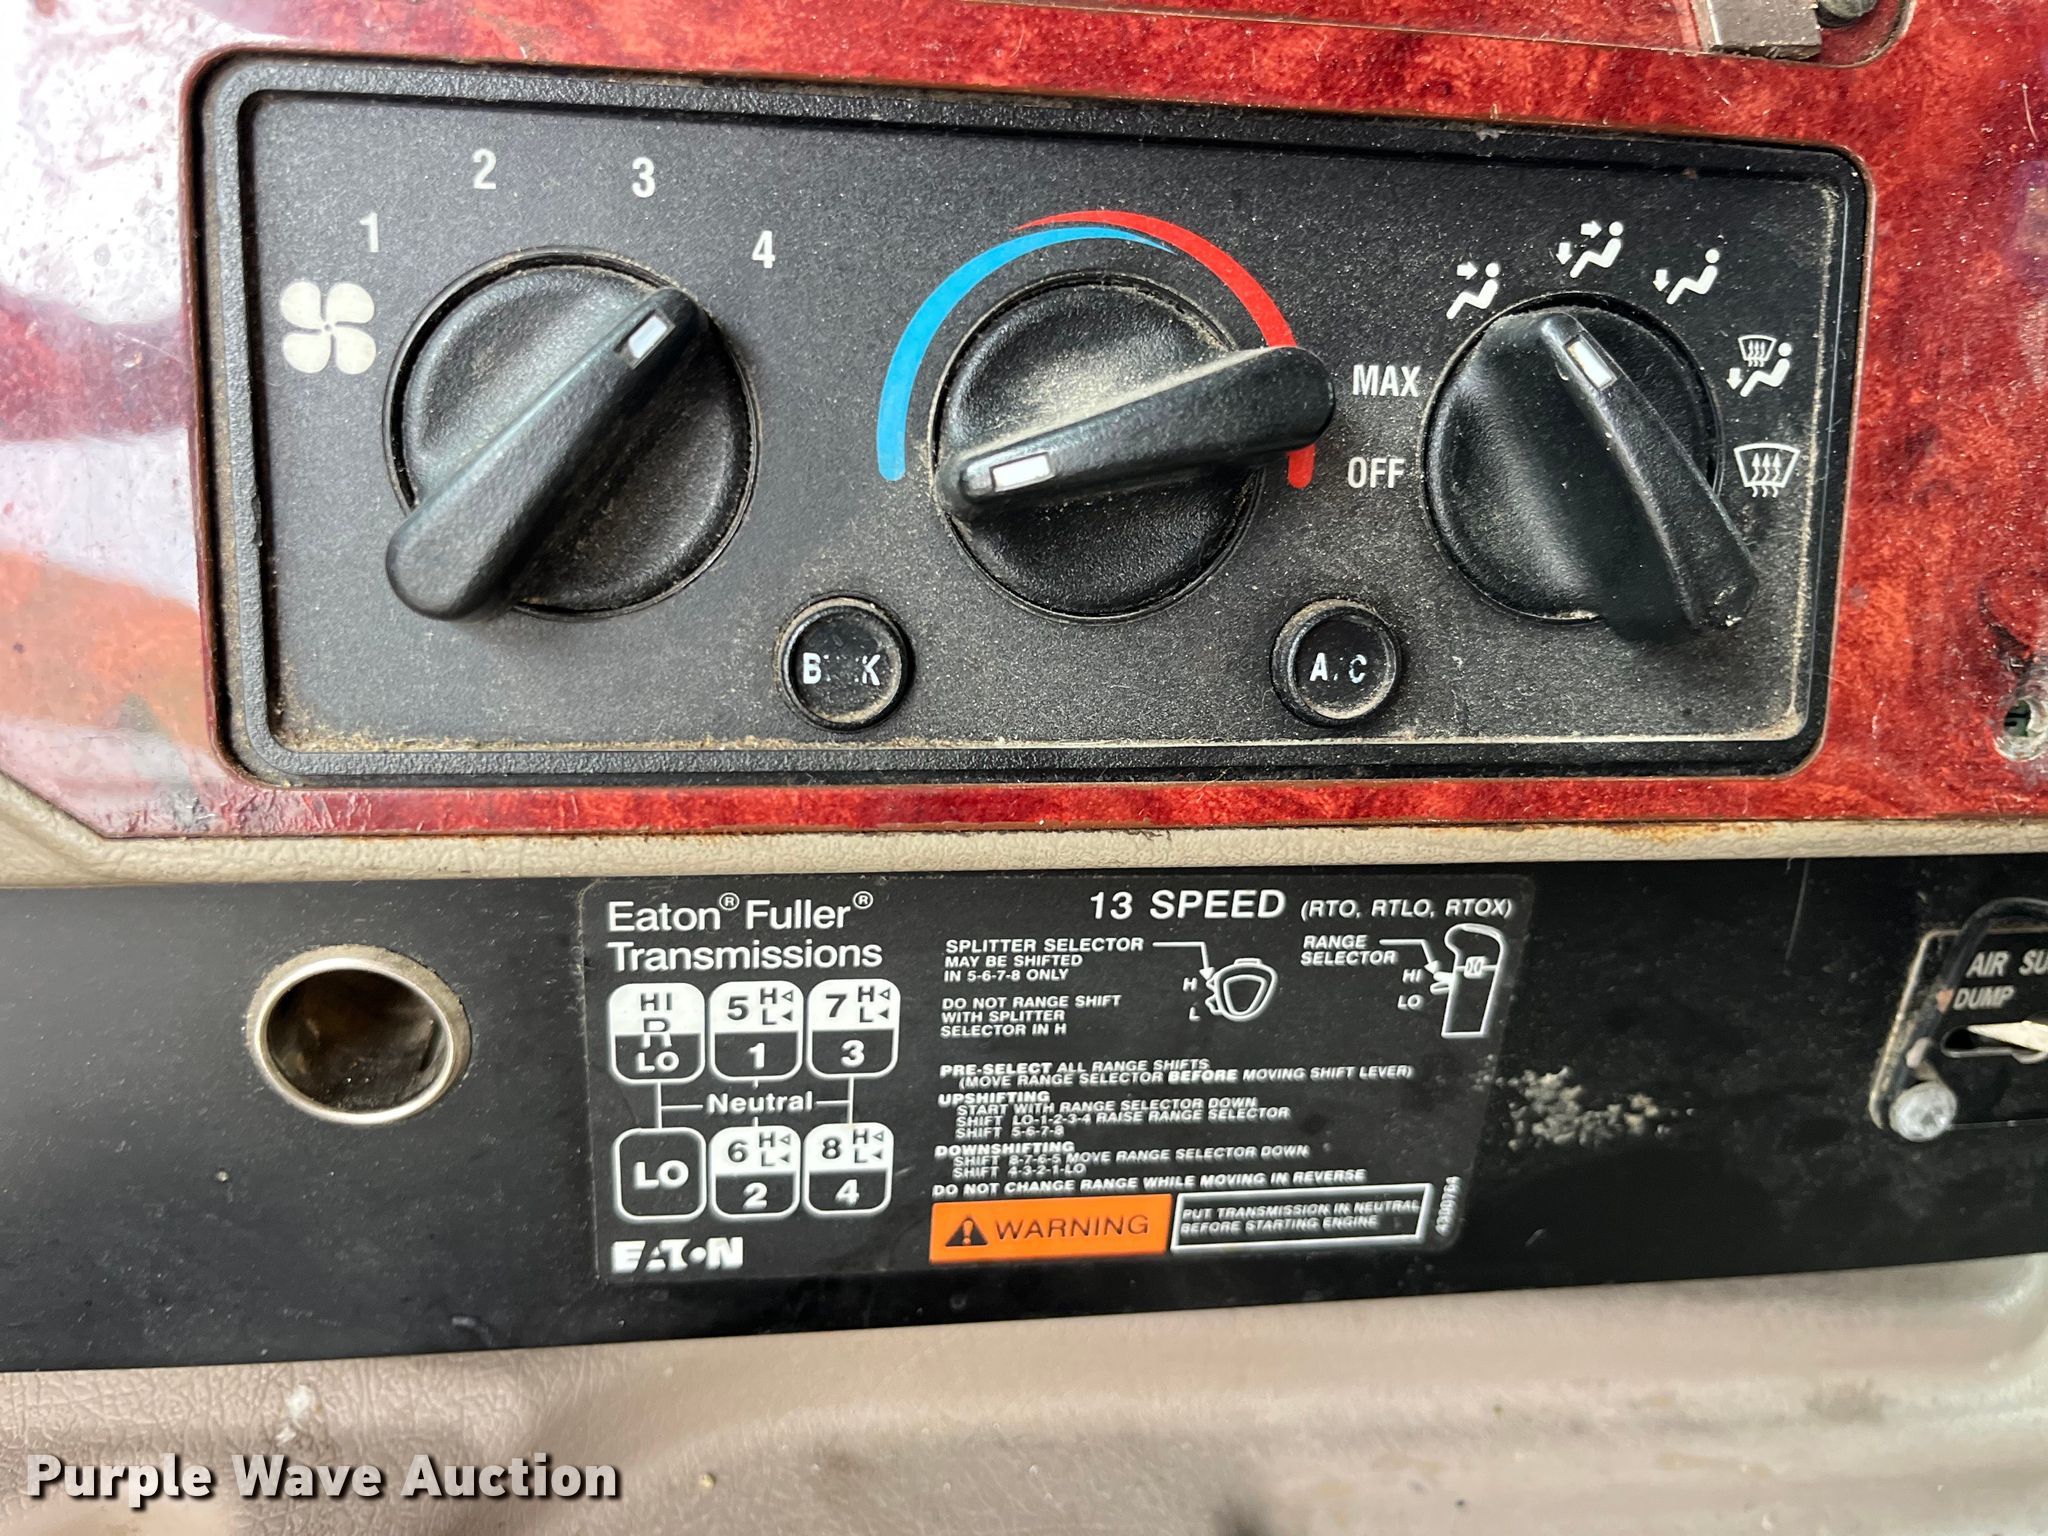 1 2 3 4
MAX
OFF
B K
A/C
Eaton® Fuller®
Transmissions
13 SPEED (RTO, RTLO, RTOX)
SPLITTER SELECTOR
MAY BE SHIFTED
IN 5-6-7-8 ONLY
DO NOT RANGE SHIFT
WITH SPLITTER
SELECTOR IN H
H
L
RANGE
SELECTOR
HI
LO
HI
R
LO
5 H
L
1
7 H
L
3
Neutral
LO
6 H
L
2
8 H
L
4
EATON
PRE-SELECT ALL RANGE SHIFTS
(MOVE RANGE SELECTOR BEFORE MOVING SHIFT LEVER)
UPSHIFTING
START WITH RANGE SELECTOR DOWN
SHIFT LO-1-2-3-4 RAISE RANGE SELECTOR
SHIFT 5-6-7-8
DOWNSHIFTING
SHIFT 8-7-6-5 MOVE RANGE SELECTOR DOWN
SHIFT 4-3-2-1-LO
DO NOT CHANGE RANGE WHILE MOVING IN REVERSE
WARNING
PUT TRANSMISSION IN NEUTRAL
BEFORE STARTING ENGINE
AIR SU
DUMP
Purple Wave Auction